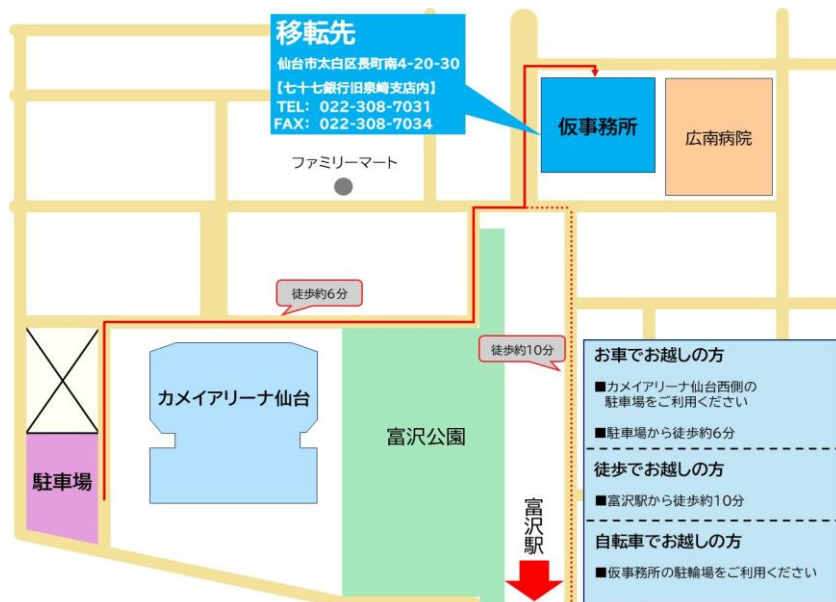 移転先
仙台市太白区長町南4-20-30
【七十七銀行旧泉崎支店内】
TEL: 022-308-7031
FAX: 022-308-7034
仮事務所
広南病院
ファミリーマート
徒歩約6分
徒歩約10分
カメイアリーナ仙台
富沢公園
駐車場
富沢駅
お車でお越しの方
■カメイアリーナ仙台西側の
駐車場をご利用ください
■駐車場から徒歩約6分
徒歩でお越しの方
■富沢駅から徒歩約10分
自転車でお越しの方
■仮事務所の駐輪場をご利用ください